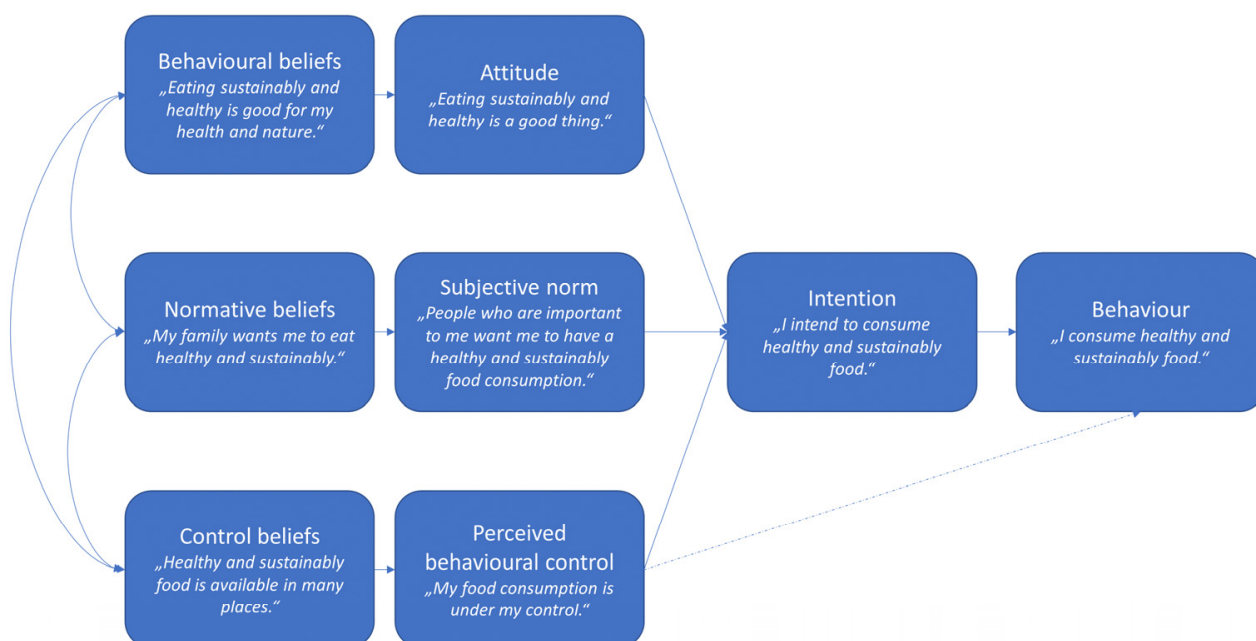 Behavioural beliefs
„Eating sustainably and
healthy is good for my
health and nature.“
Attitude
„Eating sustainably and
healthy is a good thing.“
Normative beliefs
„My family wants me to eat
healthy and sustainably.“
Subjective norm
„People who are important
to me want me to have a
healthy and sustainably
food consumption.“
Intention
„I intend to consume
healthy and sustainably
food.“
Behaviour
„I consume healthy and
sustainably food.“
Control beliefs
„Healthy and sustainably
food is available in many
places.“
Perceived
behavioural control
„My food consumption is
under my control.“